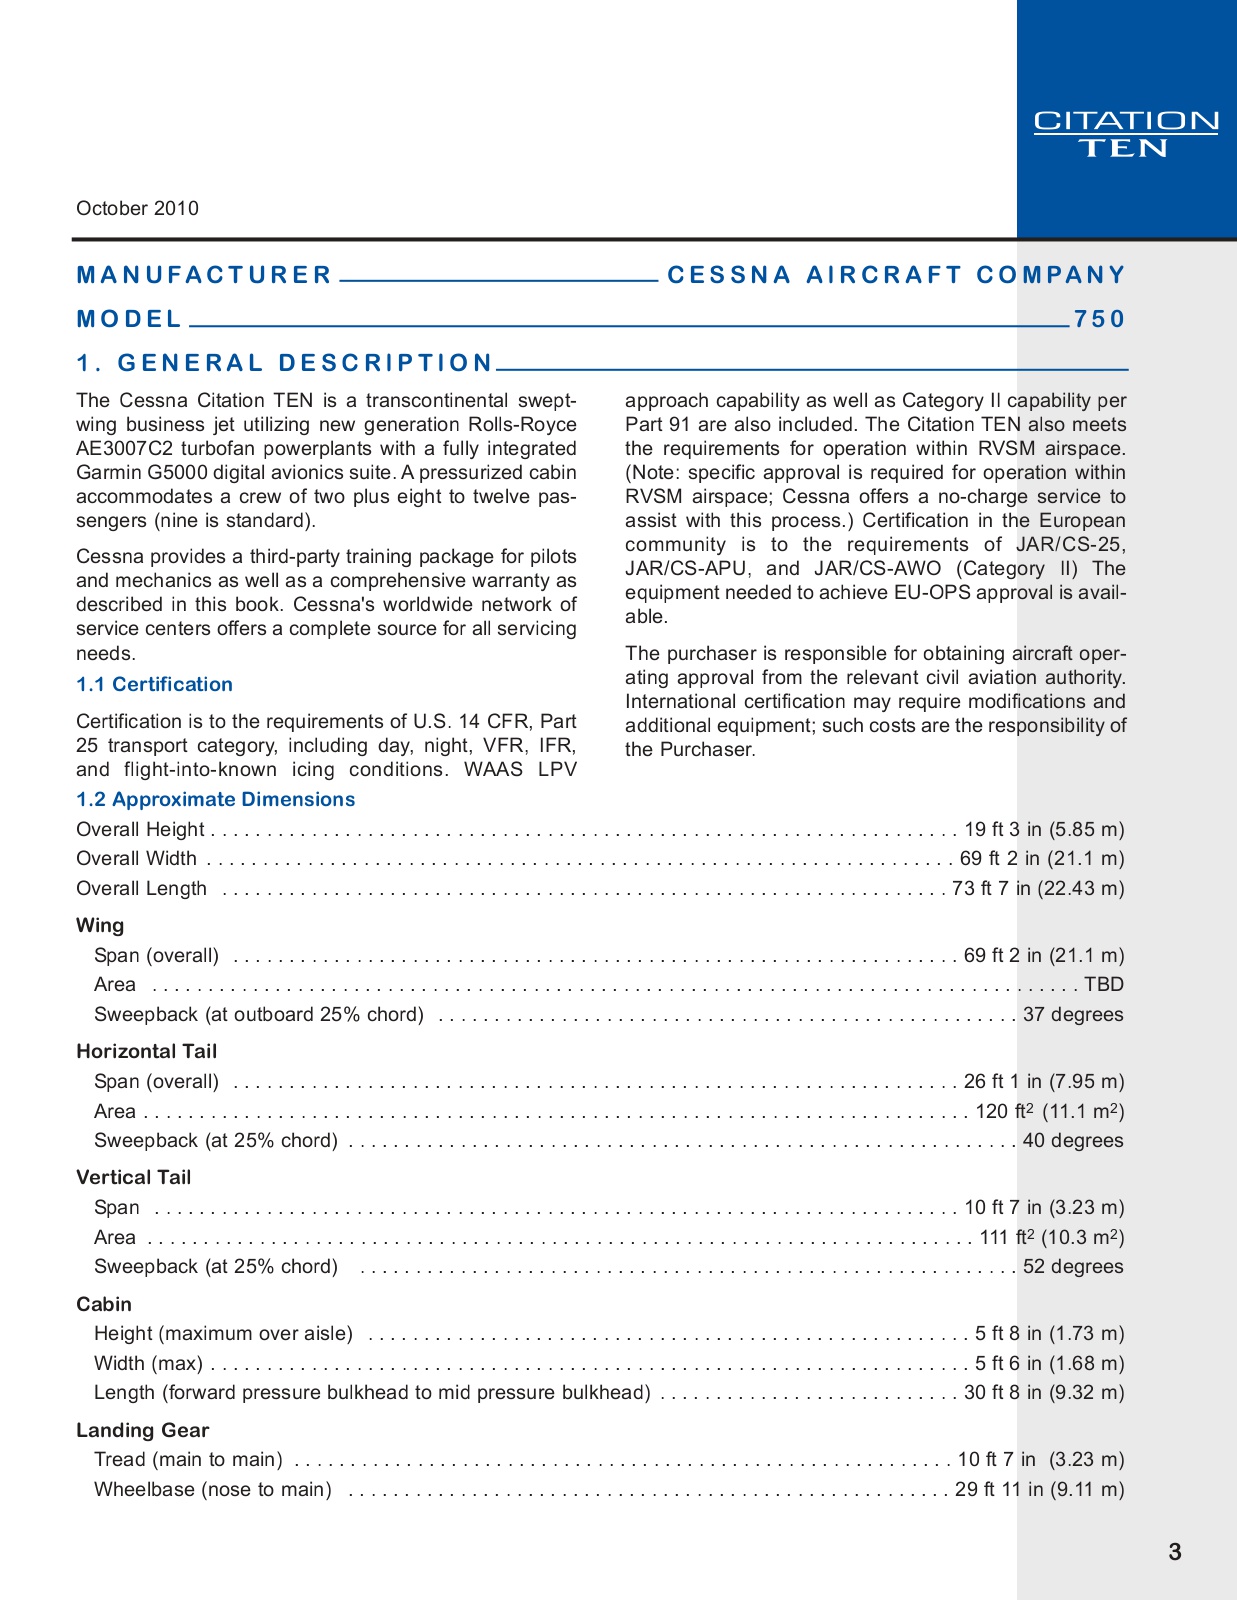 CITATION
TEN
October 2010
MANUFACTURER CESSNA AIRCRAFT COMPANY
MODEL 750
1. GENERAL DESCRIPTION
The Cessna Citation TEN is a transcontinental swept-
wing business jet utilizing new generation Rolls-Royce
AE3007C2 turbofan powerplants with a fully integrated
Garmin G5000 digital avionics suite. A pressurized cabin
accommodates a crew of two plus eight to twelve pas-
sengers (nine is standard).
Cessna provides a third-party training package for pilots
and mechanics as well as a comprehensive warranty as
described in this book. Cessna's worldwide network of
service centers offers a complete source for all servicing
needs.
1.1 Certification
Certification is to the requirements of U.S. 14 CFR, Part
25 transport category, including day, night, VFR, IFR,
and flight-into-known icing conditions. WAAS LPV
approach capability as well as Category II capability per
Part 91 are also included. The Citation TEN also meets
the requirements for operation within RVSM airspace.
(Note: specific approval is required for operation within
RVSM airspace; Cessna offers a no-charge service to
assist with this process.) Certification in the European
community is to the requirements of JAR/CS-25,
JAR/CS-APU, and JAR/CS-AWO (Category II) The
equipment needed to achieve EU-OPS approval is avail-
able.
The purchaser is responsible for obtaining aircraft oper-
ating approval from the relevant civil aviation authority.
International certification may require modifications and
additional equipment; such costs are the responsibility of
the Purchaser.
1.2 Approximate Dimensions
Overall Height . . . . . . . . . . 19 ft 3 in (5.85 m)
Overall Width . . . . . . . . . . 69 ft 2 in (21.1 m)
Overall Length . . . . . . . . . . 73 ft 7 in (22.43 m)
Wing
Span (overall) . . . . . . . . . . 69 ft 2 in (21.1 m)
Area . . . . . . . . . . TBD
Sweepback (at outboard 25% chord) . . . . . . . . . . 37 degrees
Horizontal Tail
Span (overall) . . . . . . . . . . 26 ft 1 in (7.95 m)
Area . . . . . . . . . . 120 ft² (11.1 m²)
Sweepback (at 25% chord) . . . . . . . . . . 40 degrees
Vertical Tail
Span . . . . . . . . . . 10 ft 7 in (3.23 m)
Area . . . . . . . . . . 111 ft² (10.3 m²)
Sweepback (at 25% chord) . . . . . . . . . . 52 degrees
Cabin
Height (maximum over aisle) . . . . . . . . . . 5 ft 8 in (1.73 m)
Width (max) . . . . . . . . . . 5 ft 6 in (1.68 m)
Length (forward pressure bulkhead to mid pressure bulkhead) . . . . . . . . . . 30 ft 8 in (9.32 m)
Landing Gear
Tread (main to main) . . . . . . . . . . 10 ft 7 in (3.23 m)
Wheelbase (nose to main) . . . . . . . . . . 29 ft 11 in (9.11 m)
3